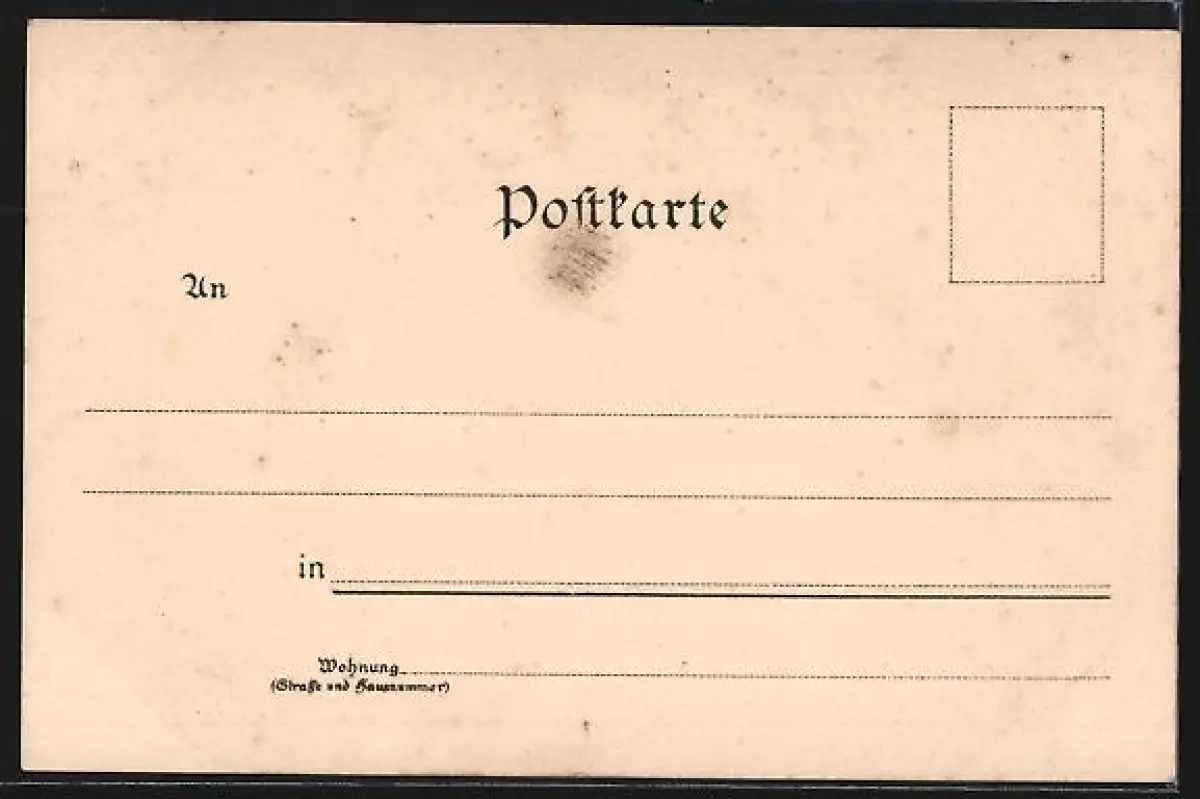 Poſtkarte
An
in
Wohnung
(Straße und Hausnummer)